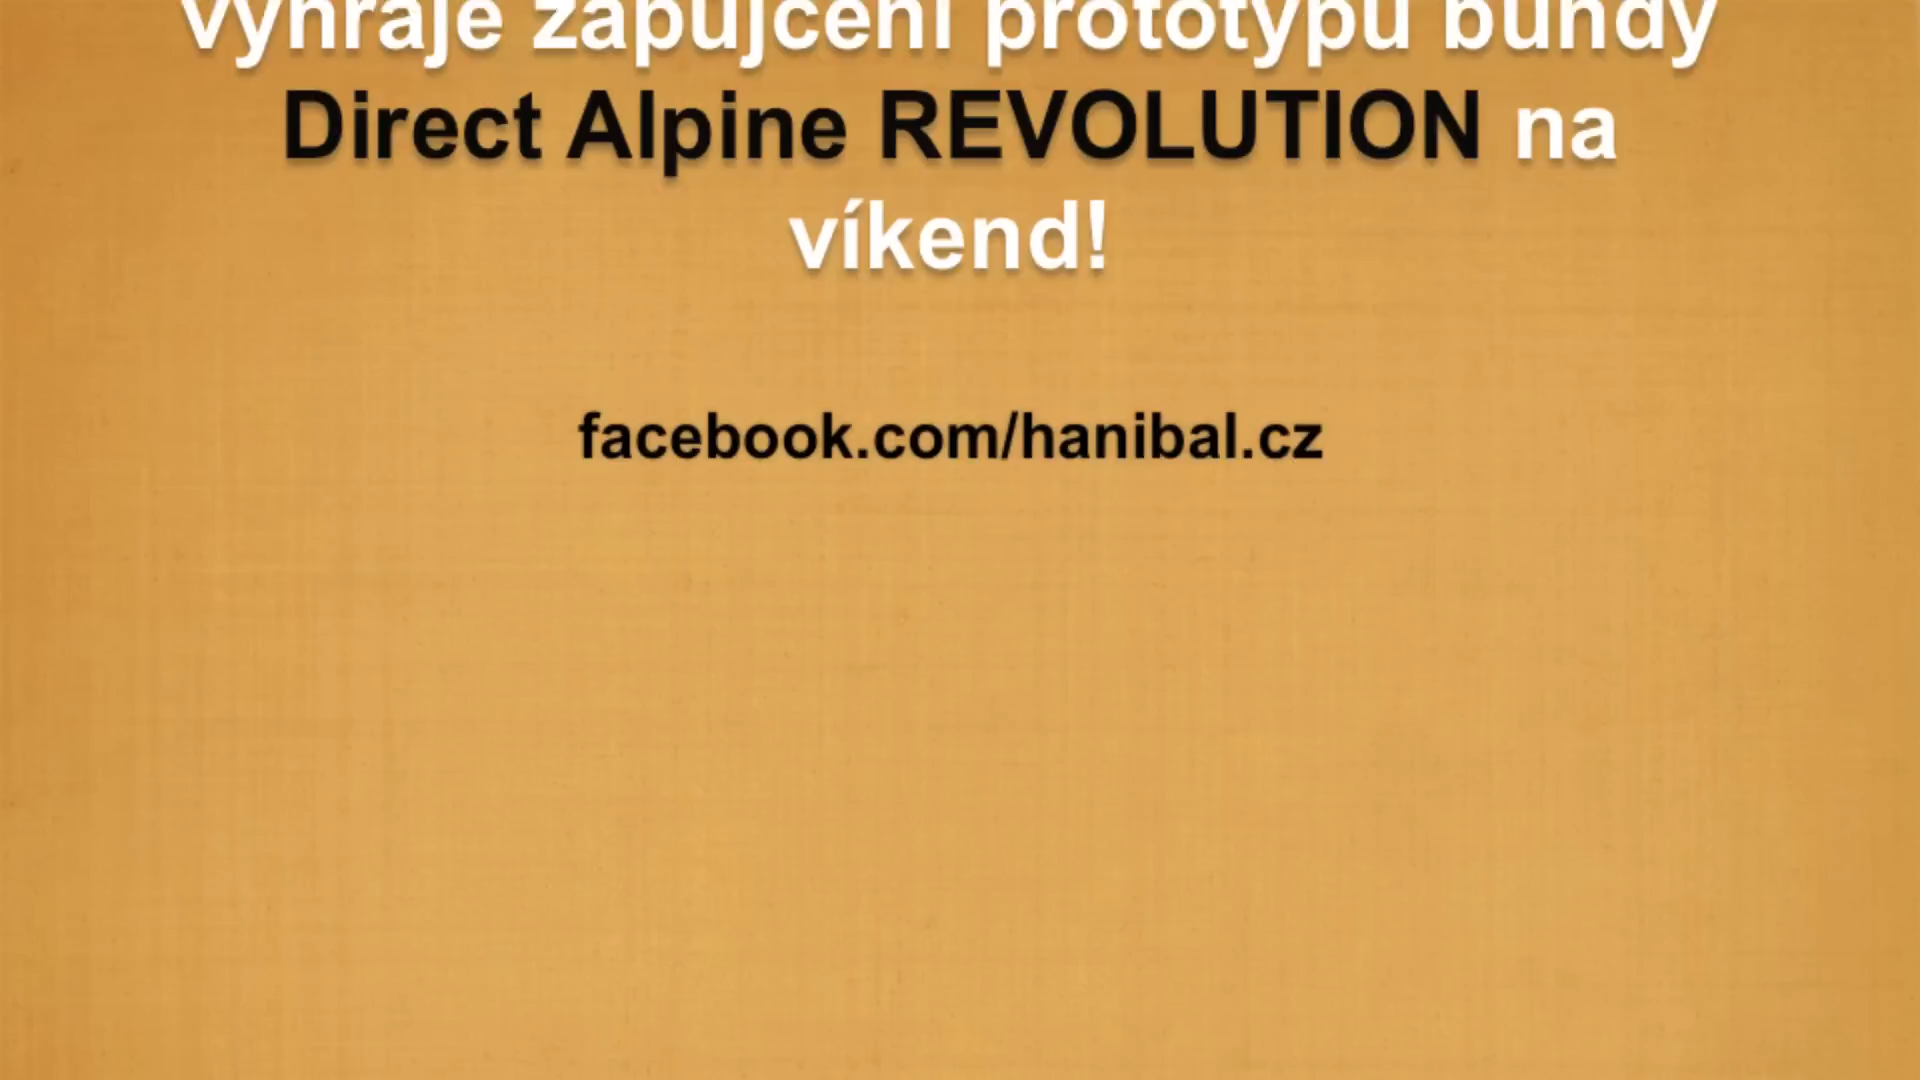 vyhraje zapůjčení prototypu bundy
Direct Alpine REVOLUTION na
víkend!
facebook.com/hanibal.cz